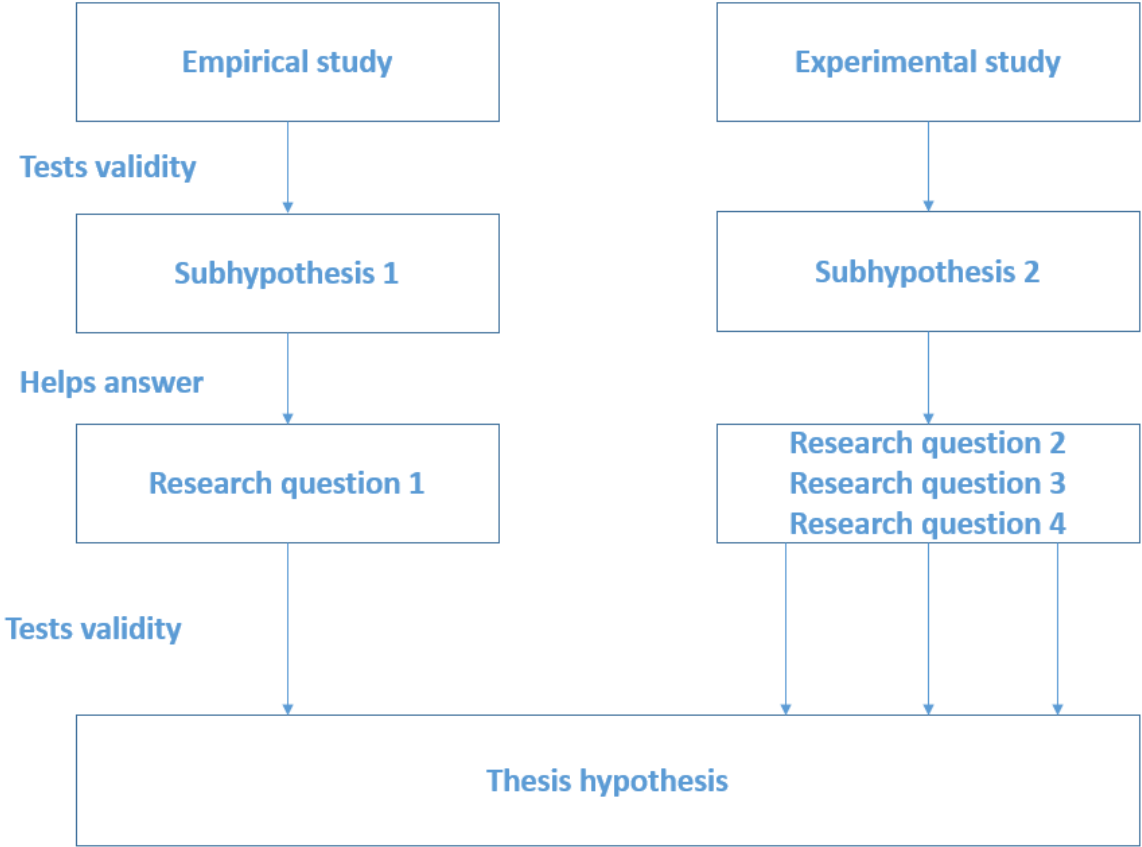 Empirical study
Experimental study
Tests validity
Subhypothesis 1
Subhypothesis 2
Helps answer
Research question 1
Research question 2
Research question 3
Research question 4
Tests validity
Thesis hypothesis